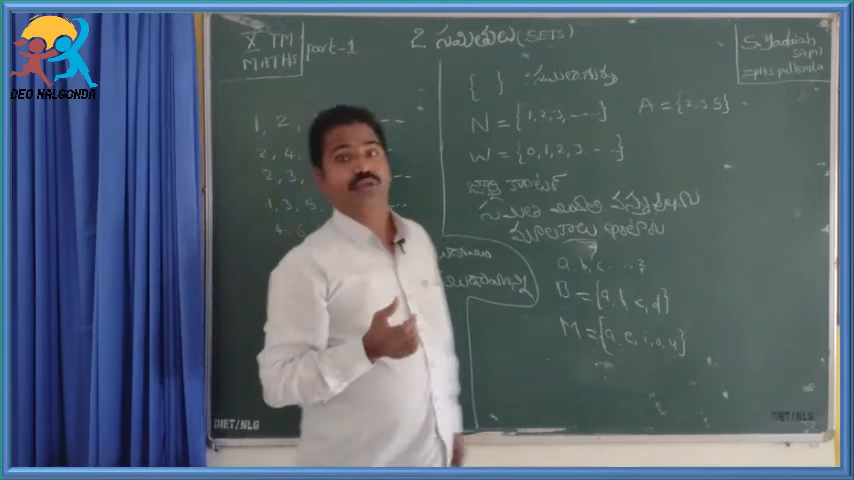 DEO NALGONDA
X TM
MATHS
part-1
2. సమితులు (SETS)
S. Yadaiah
SA(M)
ZPHS
{ }
N = {1, 2, 3, -----}
A = {2, 3, 5}
W = {0, 1, 2, 3 - - ..}
1, 2,
2, 4,
2, 3,
1, 3, 5,
4, 6
జార్జి కాంటర్
సమితి
మూలకాలు అంటారు
a, b, c ..... z
B = {a, b, c, d}
M = {a, e, i, o, u}
DIET/NLG
DIET/NLG